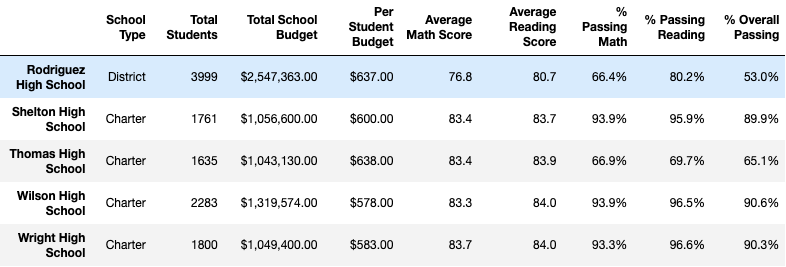 School Type Total Students Total School Budget Per Student Budget Average Math Score Average Reading Score % Passing Math % Passing Reading % Overall Passing
Rodriguez High School District 3999 $2,547,363.00 $637.00 76.8 80.7 66.4% 80.2% 53.0%
Shelton High School Charter 1761 $1,056,600.00 $600.00 83.4 83.7 93.9% 95.9% 89.9%
Thomas High School Charter 1635 $1,043,130.00 $638.00 83.4 83.9 66.9% 69.7% 65.1%
Wilson High School Charter 2283 $1,319,574.00 $578.00 83.3 84.0 93.9% 96.5% 90.6%
Wright High School Charter 1800 $1,049,400.00 $583.00 83.7 84.0 93.3% 96.6% 90.3%